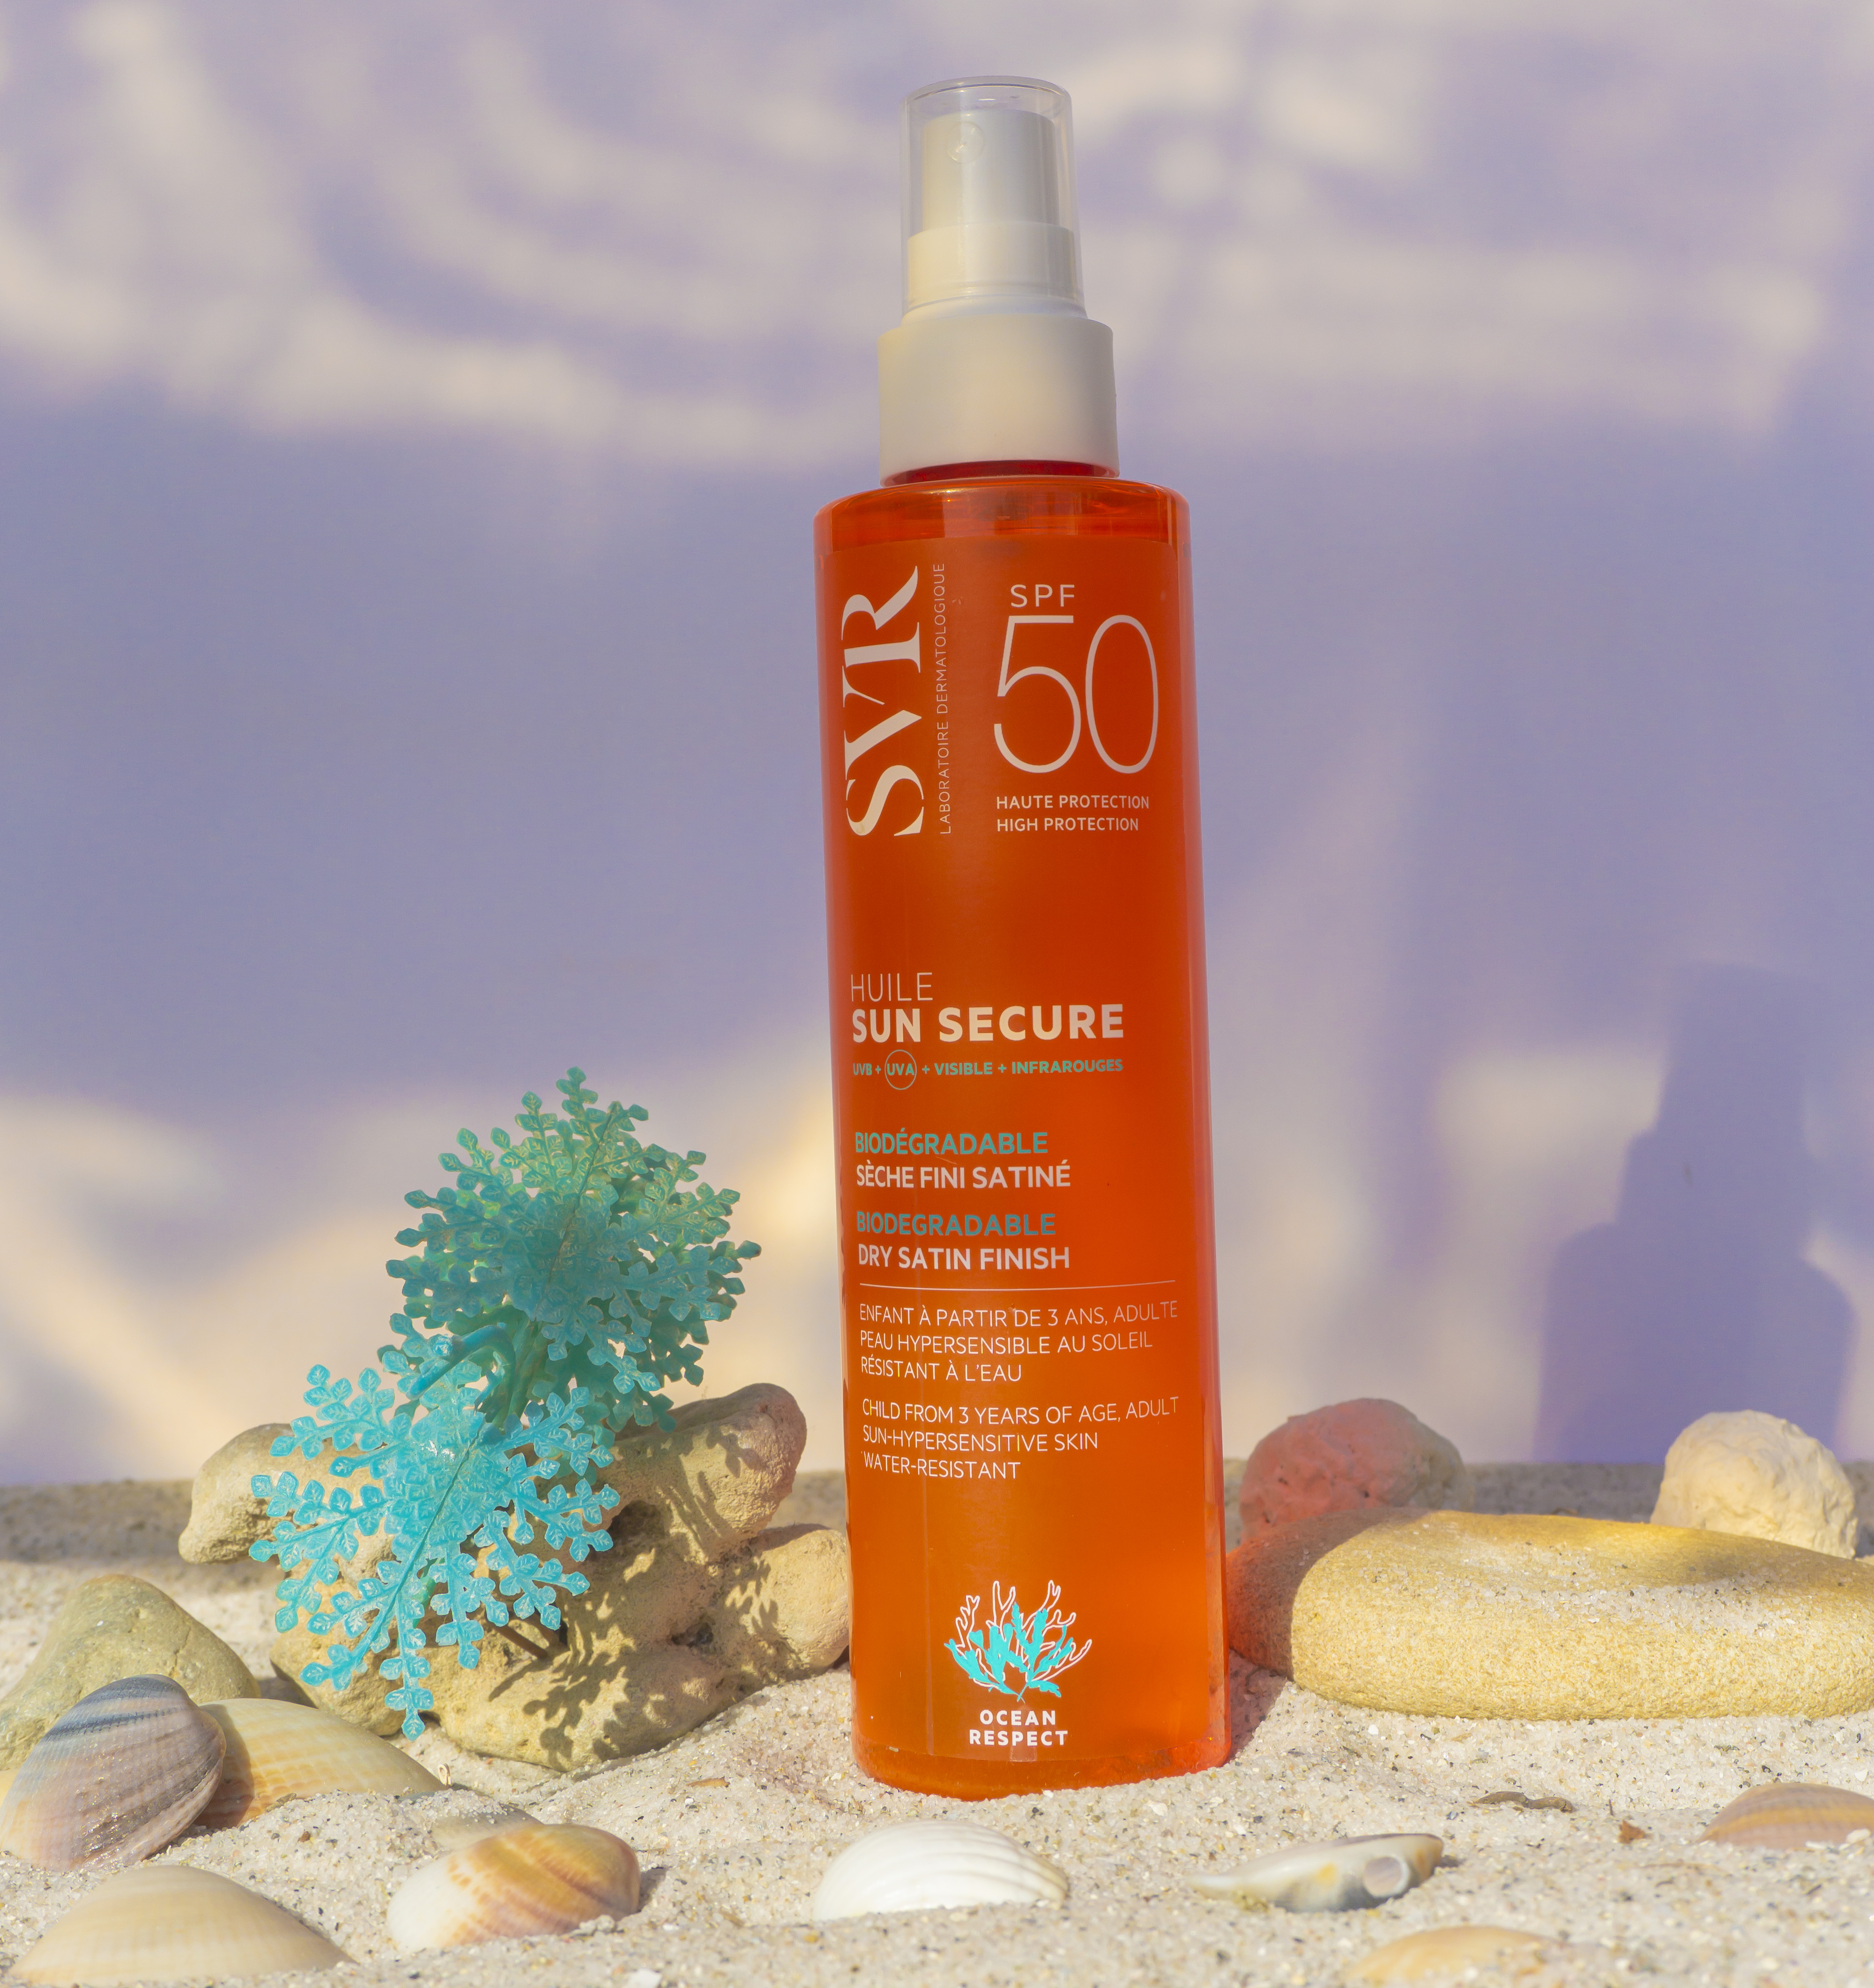 SVR
LABORATOIRE DERMATOLOGIQUE
SPF
50
HAUTE PROTECTION
HIGH PROTECTION
HUILE
SUN SECURE
UVB + UVA + VISIBLE + INFRAROUGES
BIODÉGRADABLE
SÈCHE FINI SATINÉ
BIODEGRADABLE
DRY SATIN FINISH
ENFANT À PARTIR DE 3 ANS, ADULTE
PEAU HYPERSENSIBLE AU SOLEIL
RÉSISTANT À L'EAU
CHILD FROM 3 YEARS OF AGE, ADULT
SUN-HYPERSENSITIVE SKIN
WATER-RESISTANT
OCEAN
RESPECT